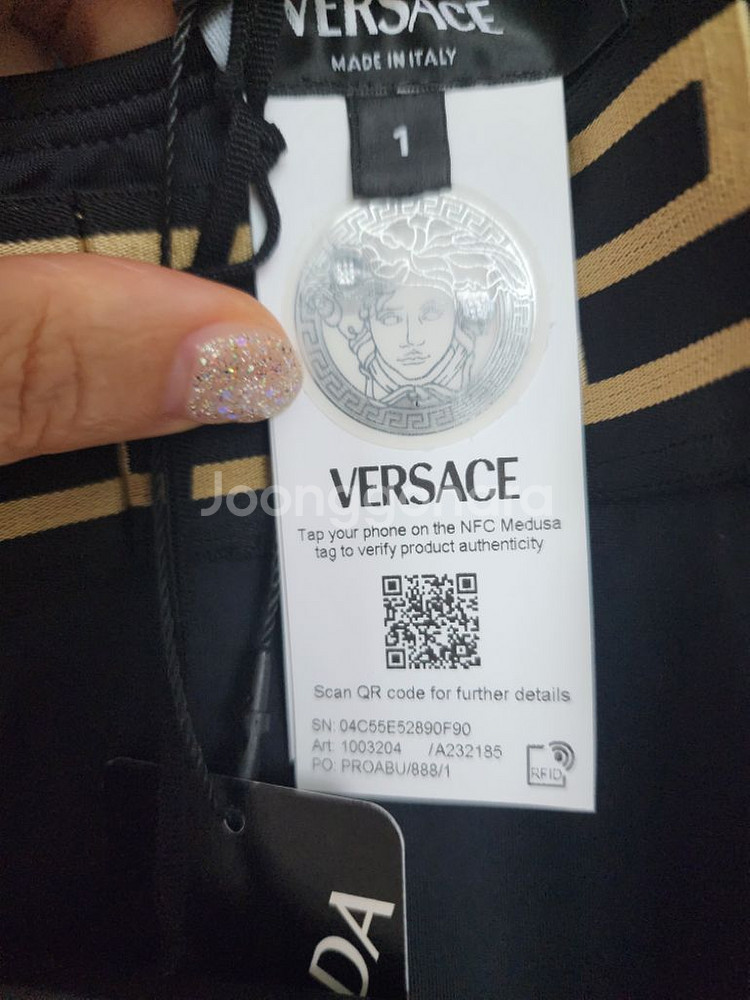 VERSACE
MADE IN ITALY
1
VERSACE
Joonggonara
Tap your phone on the NFC Medusa
tag to verify product authenticity
Scan QR code for further details
SN: 04C55E52890F90
Art: 1003204 /A232185
PO: PROABU/888/1
RFID
DA